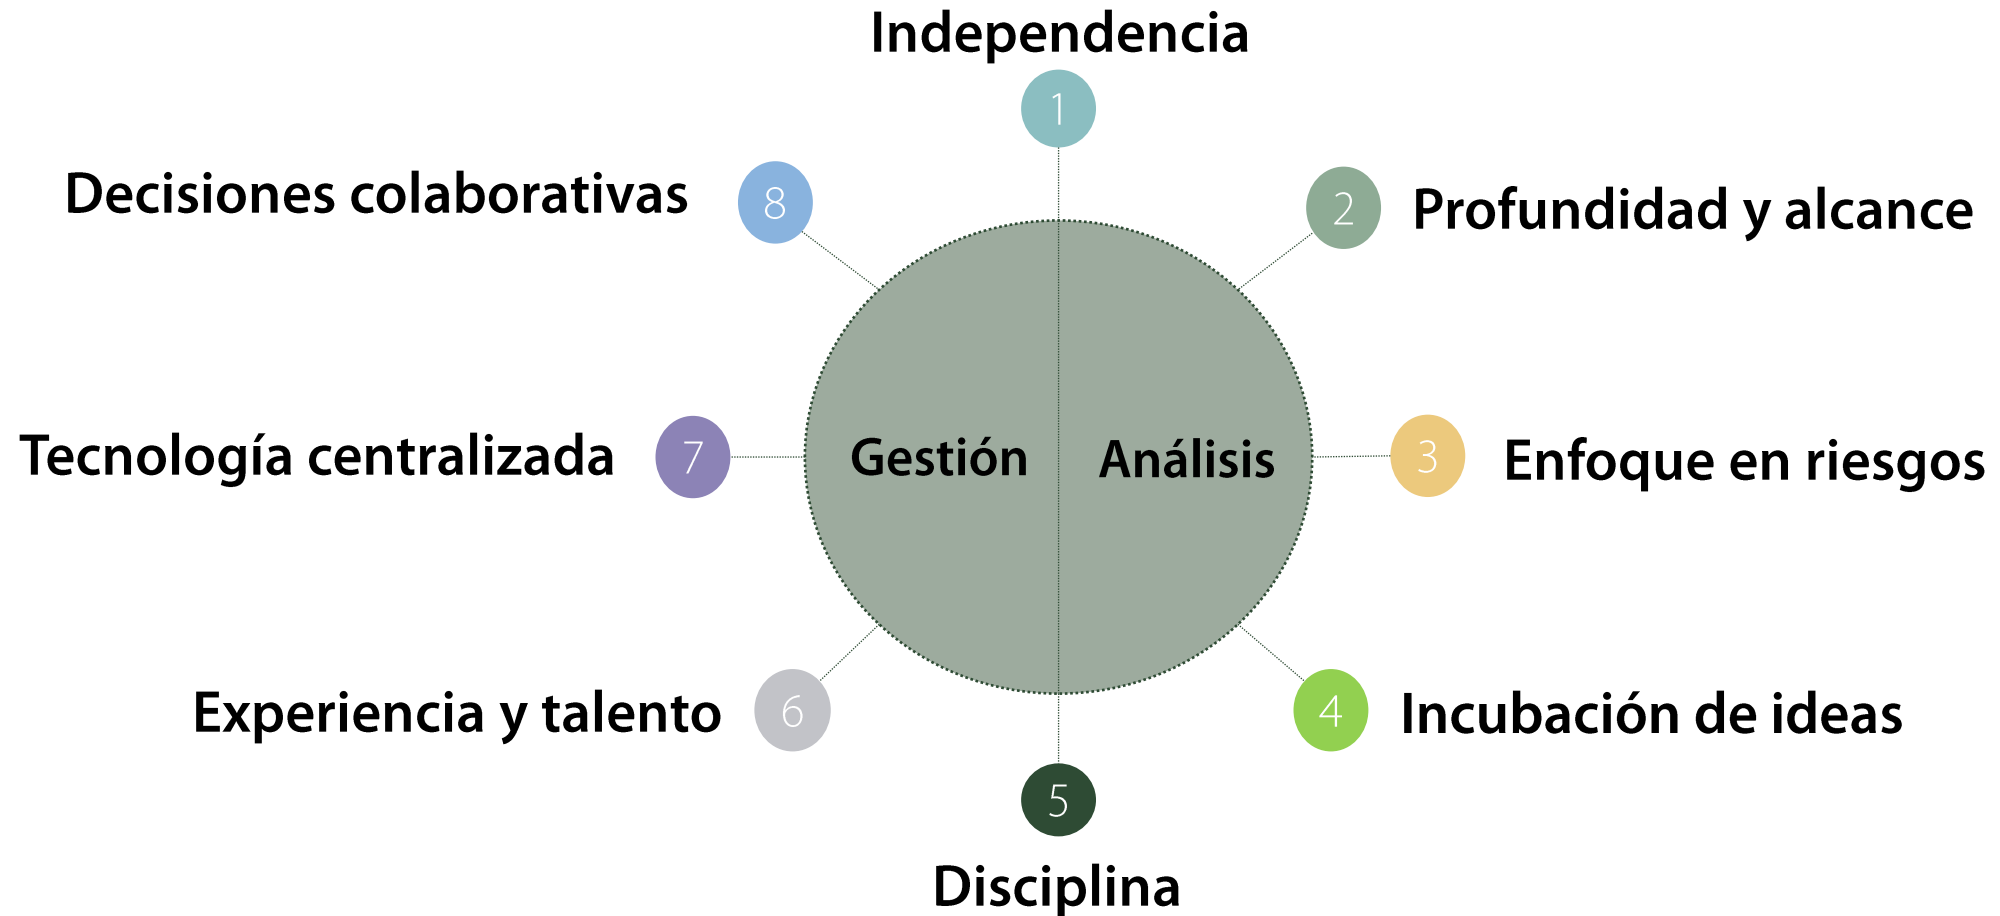 Independencia
1
Decisiones colaborativas
8
2
Profundidad y alcance
Tecnología centralizada
7
Gestión
Análisis
3
Enfoque en riesgos
Experiencia y talento
6
4
Incubación de ideas
5
Disciplina